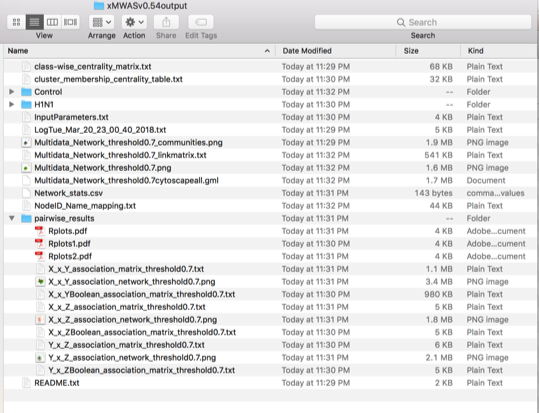 xMWASv0.54output
View Arrange Action Share Edit Tags Search
Search
Name Date Modified Size Kind
class-wise_centrality_matrix.txt Today at 11:29 PM 68 KB Plain Text
cluster_membership_centrality_table.txt Today at 11:30 PM 32 KB Plain Text
Control Today at 11:32 PM -- Folder
H1N1 Today at 11:32 PM -- Folder
InputParameters.txt Today at 11:30 PM 4 KB Plain Text
LogTue_Mar_20_23_00_40_2018.txt Today at 11:29 PM 5 KB Plain Text
Multidata_Network_threshold0.7_communities.png Today at 11:29 PM 1.9 MB PNG image
Multidata_Network_threshold0.7_linkmatrix.txt Today at 11:32 PM 541 KB Plain Text
Multidata_Network_threshold0.7.png Today at 11:32 PM 1.6 MB PNG image
Multidata_Network_threshold0.7cytoscapeall.gml Today at 11:32 PM 1.7 MB Document
Network_stats.csv Today at 11:31 PM 143 bytes comma...values
NodeID_Name_mapping.txt Today at 11:32 PM 44 KB Plain Text
pairwise_results Today at 11:31 PM -- Folder
Rplots.pdf Today at 11:31 PM 4 KB Adobe...cument
Rplots1.pdf Today at 11:30 PM 4 KB Adobe...cument
Rplots2.pdf Today at 11:31 PM 4 KB Adobe...cument
X_x_Y_association_matrix_threshold0.7.txt Today at 11:31 PM 1.1 MB Plain Text
X_x_Y_association_network_threshold0.7.png Today at 11:31 PM 3.4 MB PNG image
X_x_YBoolean_association_matrix_threshold0.7.txt Today at 11:30 PM 980 KB Plain Text
X_x_Z_association_matrix_threshold0.7.txt Today at 11:31 PM 5 KB Plain Text
X_x_Z_association_network_threshold0.7.png Today at 11:31 PM 1.8 MB PNG image
X_x_ZBoolean_association_matrix_threshold0.7.txt Today at 11:30 PM 5 KB Plain Text
Y_x_Z_association_matrix_threshold0.7.txt Today at 11:30 PM 6 KB Plain Text
Y_x_Z_association_network_threshold0.7.png Today at 11:31 PM 2.1 MB PNG image
Y_x_ZBoolean_association_matrix_threshold0.7.txt Today at 11:30 PM 5 KB Plain Text
README.txt Today at 11:29 PM 2 KB Plain Text